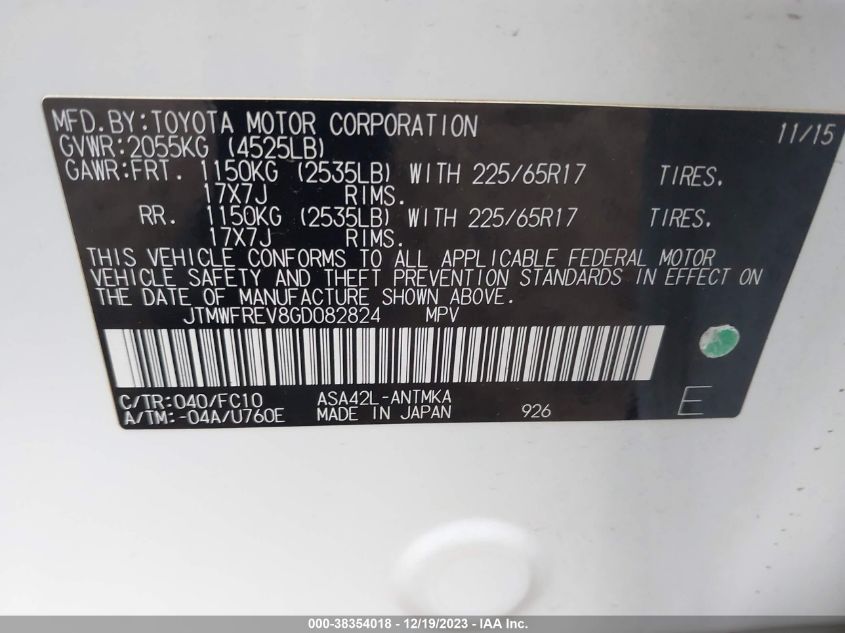 MFD.BY:TOYOTA MOTOR CORPORATION 11/15
GVWR:2055KG (4525LB)
GAWR:FRT. 1150KG (2535LB) WITH 225/65R17 TIRES.
17X7J RIMS.
RR. 1150KG (2535LB) WITH 225/65R17 TIRES.
17X7J RIMS.
THIS VEHICLE CONFORMS TO ALL APPLICABLE FEDERAL MOTOR
VEHICLE SAFETY AND THEFT PREVENTION STANDARDS IN EFFECT ON
THE DATE OF MANUFACTURE SHOWN ABOVE.
JTMWFREV8GD082824 MPV
C/TR:040/FC10 ASA42L-ANTMKA
A/TM:-04A/U760E MADE IN JAPAN 926 E
000-38354018 - 12/19/2023 - IAA Inc.